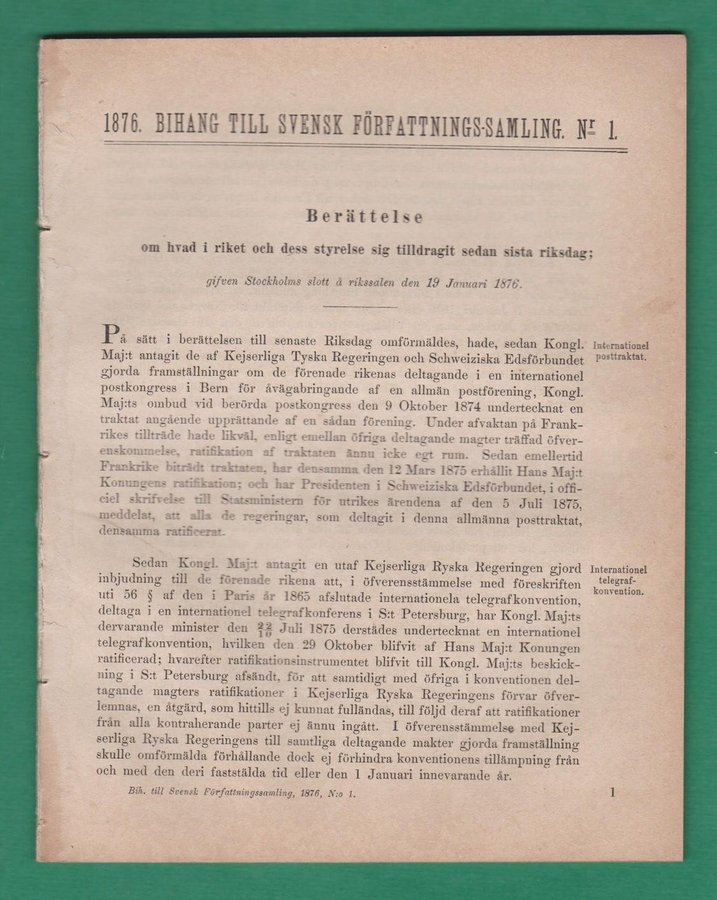 1876. BIHANG TILL SVENSK FÖRFATTNINGS-SAMLING. Nr 1.
Berättelse
om hvad i riket och dess styrelse sig tilldragit sedan sista riksdag;
gifven Stockholms slott å rikssalen den 19 Januari 1876.
På sätt i berättelsen till senaste Riksdag omförmäldes, hade, sedan Kongl.
Maj:t antagit de af Kejserliga Tyska Regeringen och Schweiziska Edsförbundet
gjorda framställningar om de förenade rikenas deltagande i en internationel
postkongress i Bern för åvägabringande af en allmän postförening, Kongl.
Maj:ts ombud vid berörda postkongress den 9 Oktober 1874 undertecknat en
traktat angående upprättande af en sådan förening. Under afvaktan på Frank-
rikes tillträde hade likväl, enligt emellan öfriga deltagande magter träffad öfver-
enskommelse, ratifikation af traktaten ännu icke egt rum. Sedan emellertid
Frankrike biträdt traktaten, har densamma den 12 Mars 1875 erhållit Hans Maj:t
Konungens ratifikation; och har Presidenten i Schweiziska Edsförbundet, i offi-
ciel skrifvelse till Statsministern för utrikes ärendena af den 5 Juli 1875,
meddelat, att alla de regeringar, som deltagit i denna allmänna posttraktat,
densamma ratificerat.
Internationel
posttraktat.
Sedan Kongl. Maj:t antagit en utaf Kejserliga Ryska Regeringen gjord
inbjudning till de förenade rikena att, i öfverensstämmelse med föreskriften
uti 56 § af den i Paris år 1865 afslutade internationela telegrafkonvention,
deltaga i en internationel telegrafkonferens i S:t Petersburg, har Kongl. Maj:ts
dervarande minister den 22/10 Juli 1875 derstädes undertecknat en internationel
telegrafkonvention, hvilken den 29 Oktober blifvit af Hans Maj:t Konungen
ratificerad; hvarefter ratifikationsinstrumentet blifvit till Kongl. Maj:ts beskick-
ning i S:t Petersburg afsändt, för att samtidigt med öfriga i konventionen del-
tagande magters ratifikationer i Kejserliga Ryska Regeringens förvar öfver-
lemnas, en åtgärd, som hittills ej kunnat fulländas, till följd deraf att ratifikationer
från alla kontraherande parter ej ännu ingått. I öfverensstämmelse med Kej-
serliga Ryska Regeringens till samtliga deltagande makter gjorda framställning
skulle omförmälda förhållande dock ej förhindra konventionens tillämpning från
och med den deri fastställda tid eller den 1 Januari innevarande år.
Internationel
telegraf-
konvention.
Bih. till Svensk Författningssamling, 1876, N:o 1.
1